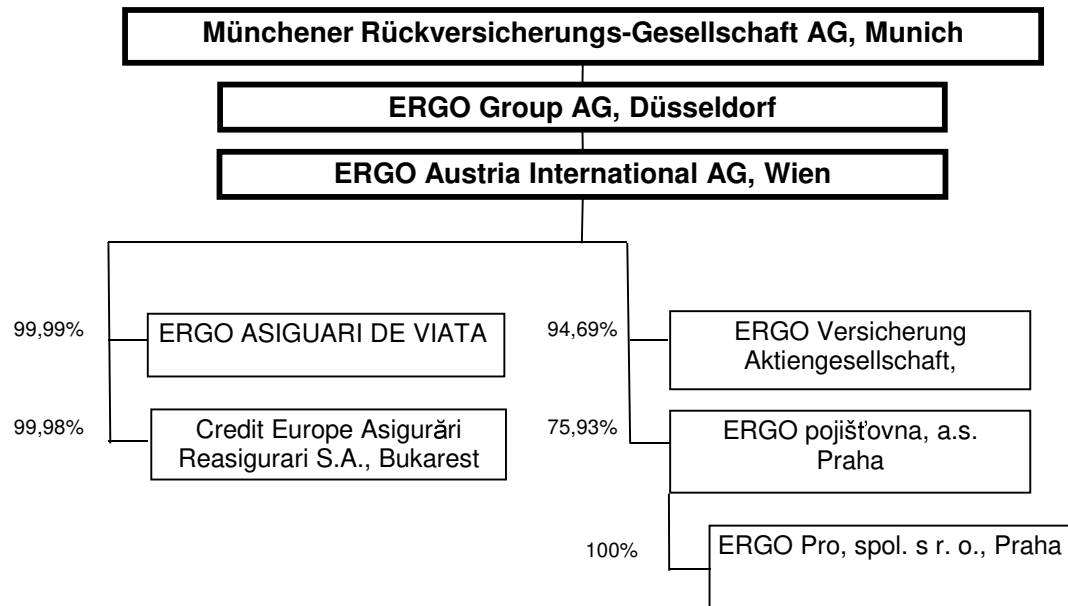 Münchener Rückversicherungs-Gesellschaft AG, Munich
ERGO Group AG, Düsseldorf
ERGO Austria International AG, Wien
99,99%
ERGO ASIGUARI DE VIATA
94,69%
ERGO Versicherung
Aktiengesellschaft,
99,98%
Credit Europe Asigurări
Reasigurari S.A., Bukarest
75,93%
ERGO pojišťovna, a.s.
Praha
100%
ERGO Pro, spol. s r. o., Praha